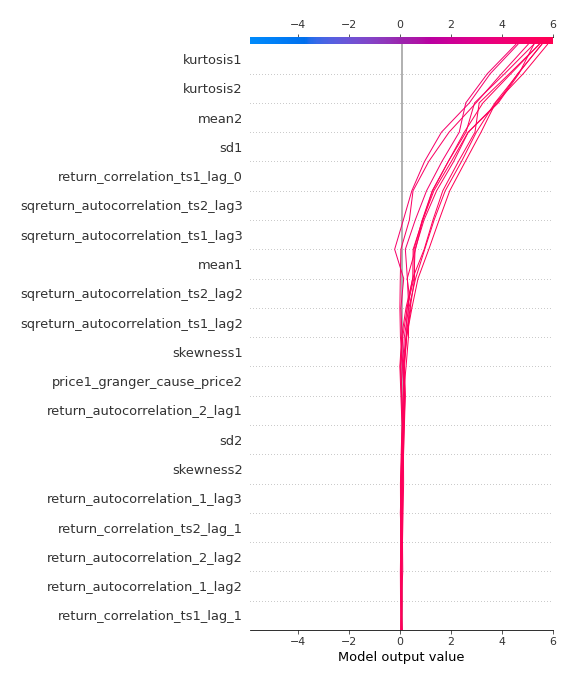 −4 −2 0 2 4 6
kurtosis1
kurtosis2
mean2
sd1
return_correlation_ts1_lag_0
sqreturn_autocorrelation_ts2_lag3
sqreturn_autocorrelation_ts1_lag3
mean1
sqreturn_autocorrelation_ts2_lag2
sqreturn_autocorrelation_ts1_lag2
skewness1
price1_granger_cause_price2
return_autocorrelation_2_lag1
sd2
skewness2
return_autocorrelation_1_lag3
return_correlation_ts2_lag_1
return_autocorrelation_2_lag2
return_autocorrelation_1_lag2
return_correlation_ts1_lag_1
−4 −2 0 2 4 6
Model output value